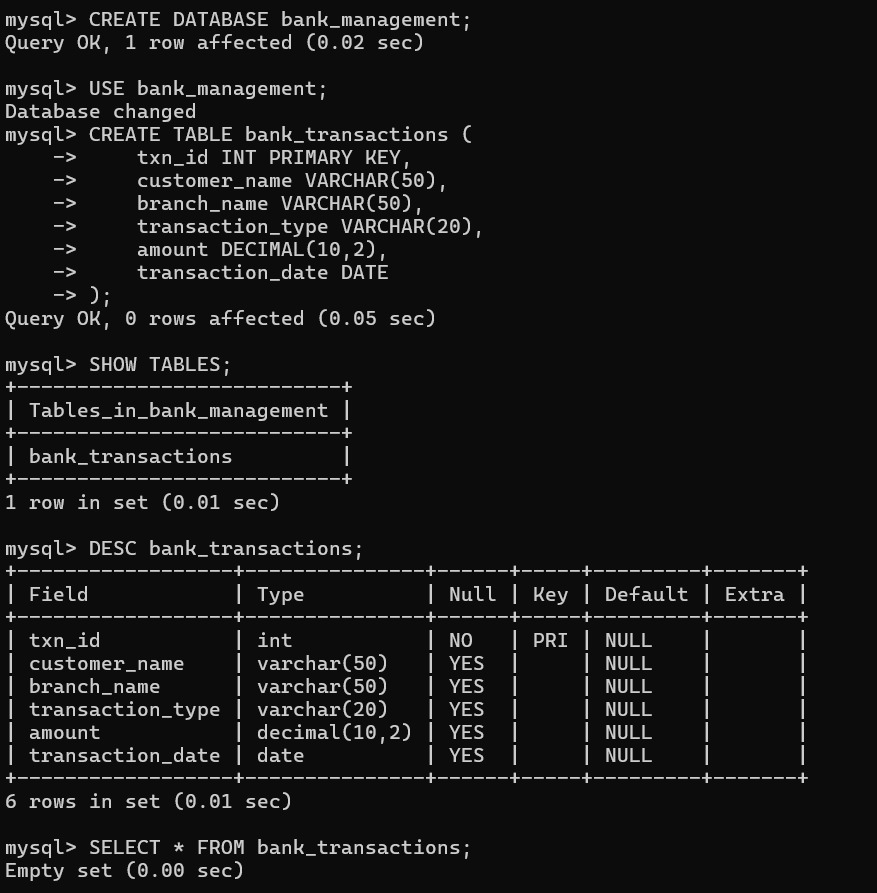 mysql> CREATE DATABASE bank_management;
Query OK, 1 row affected (0.02 sec)

mysql> USE bank_management;
Database changed
mysql> CREATE TABLE bank_transactions (
    ->     txn_id INT PRIMARY KEY,
    ->     customer_name VARCHAR(50),
    ->     branch_name VARCHAR(50),
    ->     transaction_type VARCHAR(20),
    ->     amount DECIMAL(10,2),
    ->     transaction_date DATE
    -> );
Query OK, 0 rows affected (0.05 sec)

mysql> SHOW TABLES;
+---------------------------+
| Tables_in_bank_management |
+---------------------------+
| bank_transactions         |
+---------------------------+
1 row in set (0.01 sec)

mysql> DESC bank_transactions;
+------------------+---------------+------+-----+---------+-------+
| Field            | Type          | Null | Key | Default | Extra |
+------------------+---------------+------+-----+---------+-------+
| txn_id           | int           | NO   | PRI | NULL    |       |
| customer_name    | varchar(50)   | YES  |     | NULL    |       |
| branch_name      | varchar(50)   | YES  |     | NULL    |       |
| transaction_type | varchar(20)   | YES  |     | NULL    |       |
| amount           | decimal(10,2) | YES  |     | NULL    |       |
| transaction_date | date          | YES  |     | NULL    |       |
+------------------+---------------+------+-----+---------+-------+
6 rows in set (0.01 sec)

mysql> SELECT * FROM bank_transactions;
Empty set (0.00 sec)